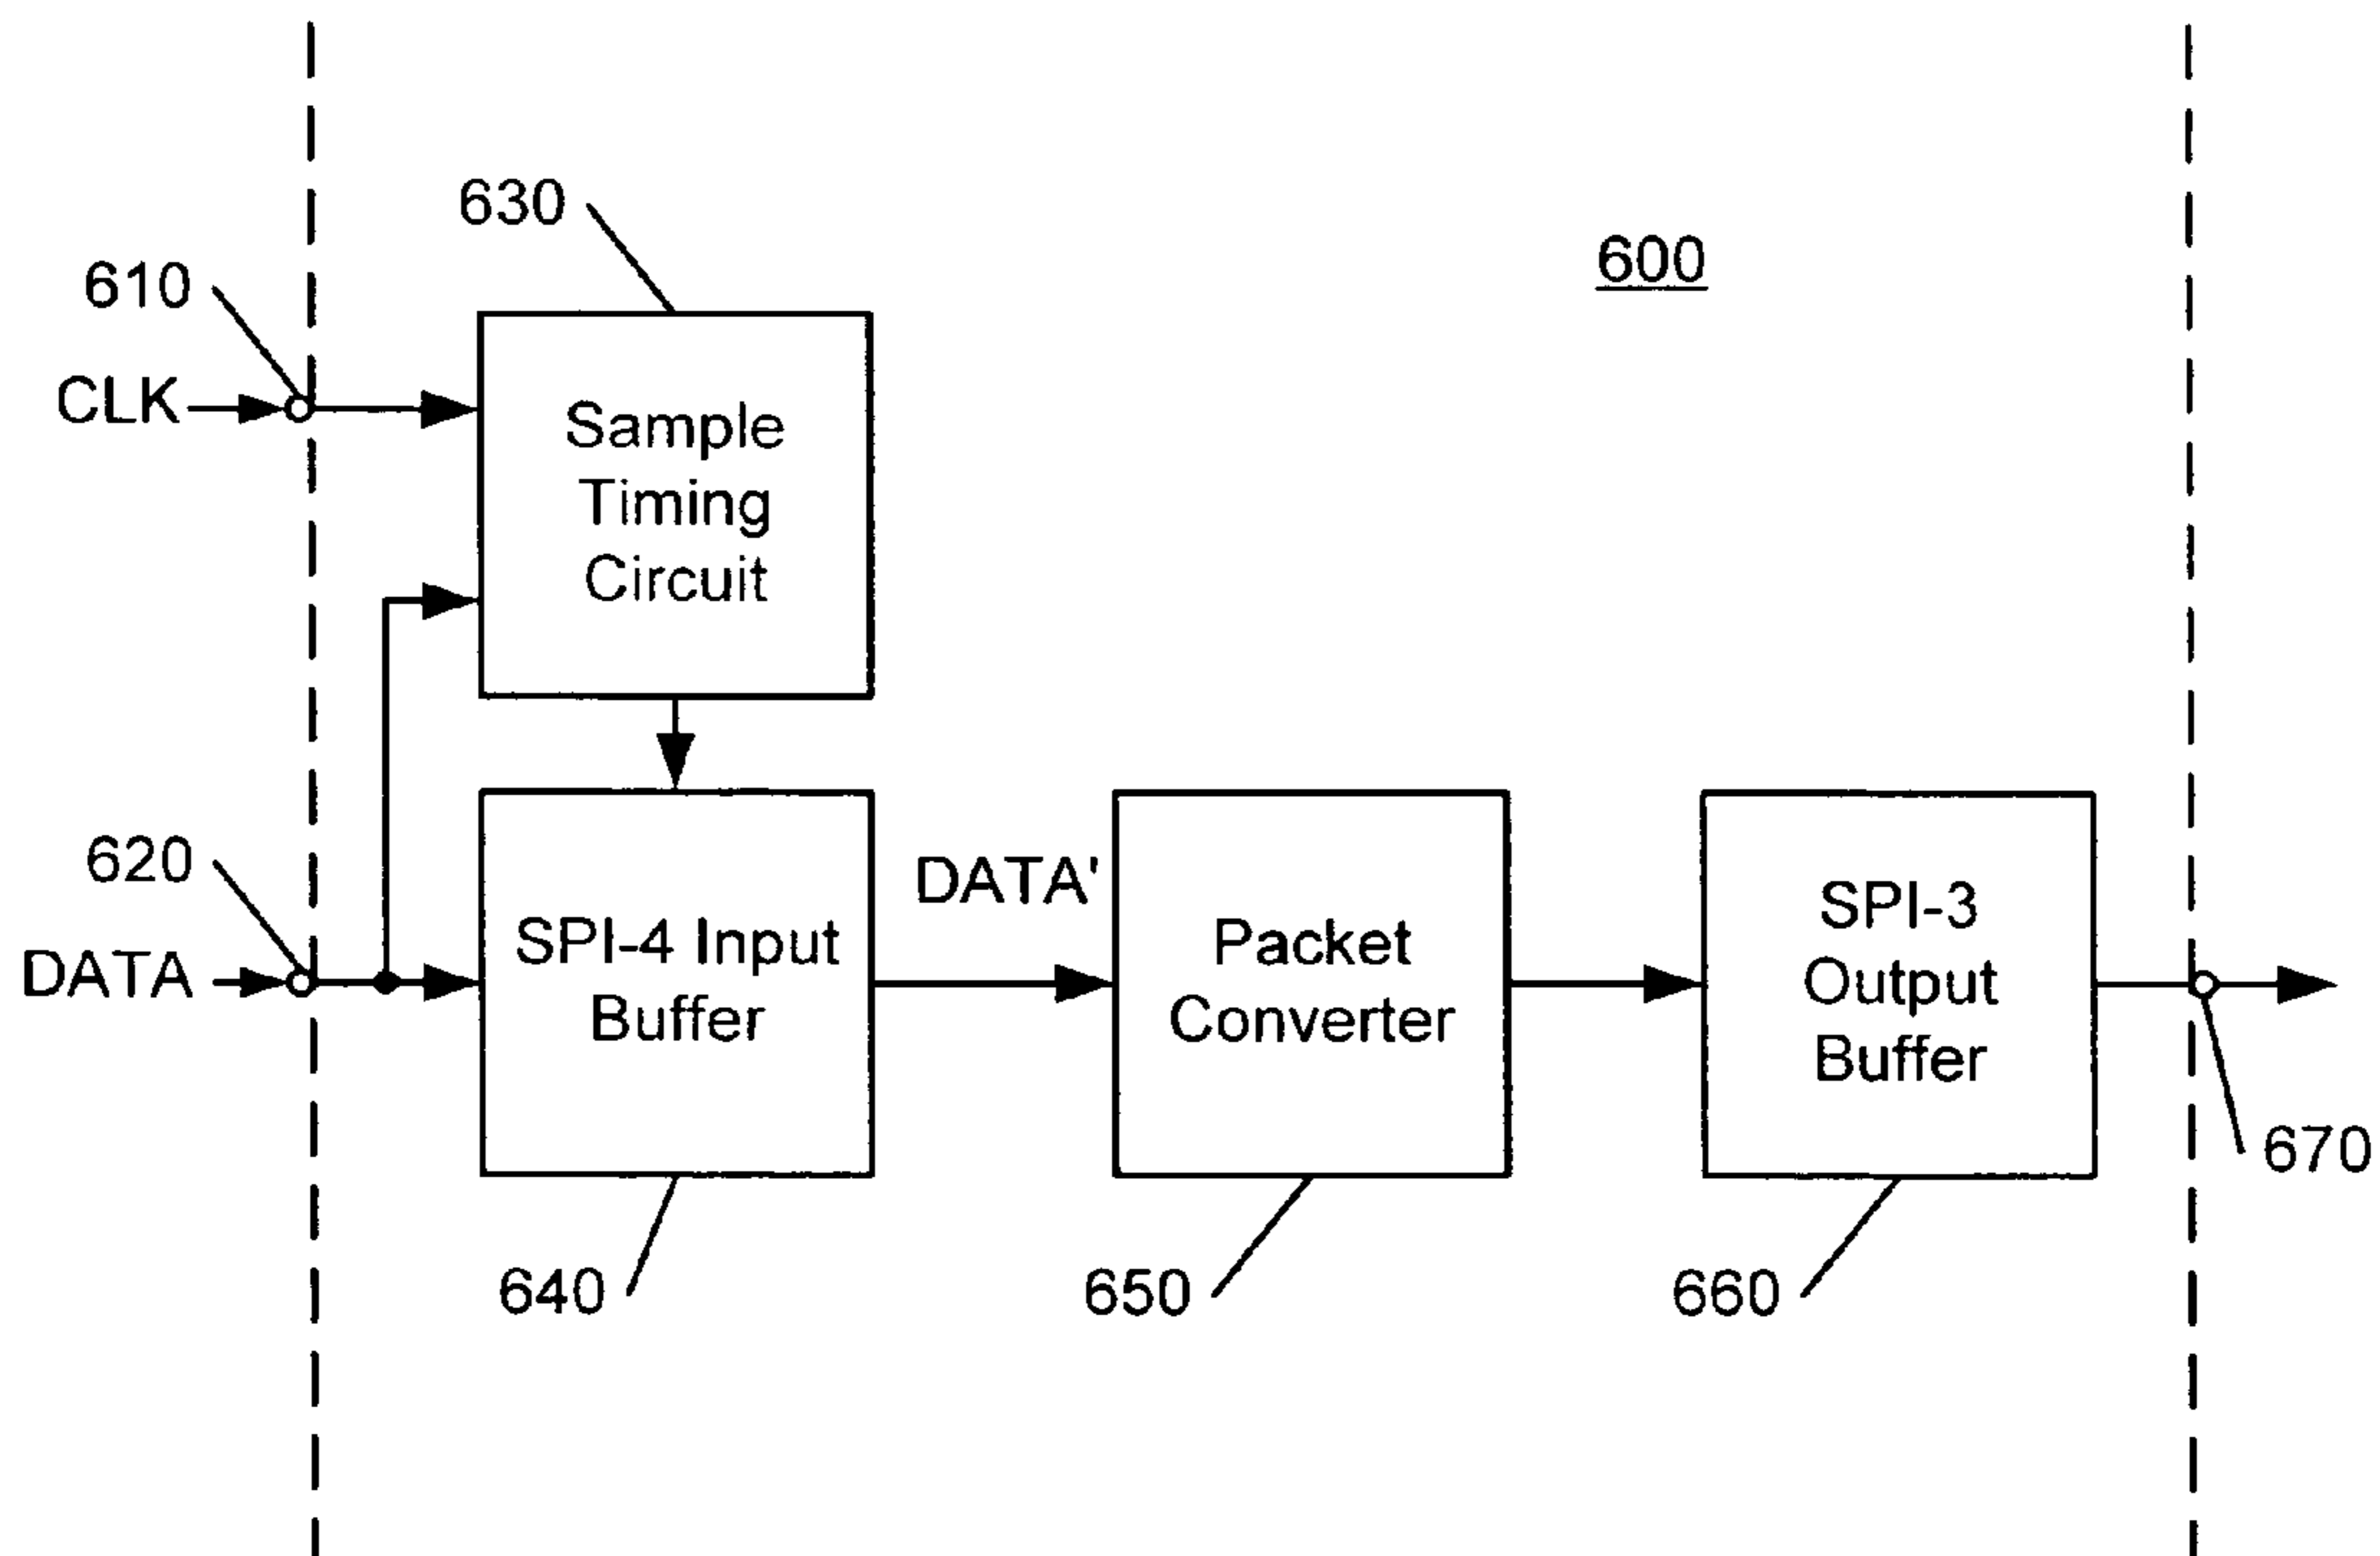 630
600
610
CLK
Sample
Timing
Circuit
620
DATA
SPI-4 Input
Buffer
DATA'
Packet
Converter
SPI-3
Output
Buffer
670
640
650
660